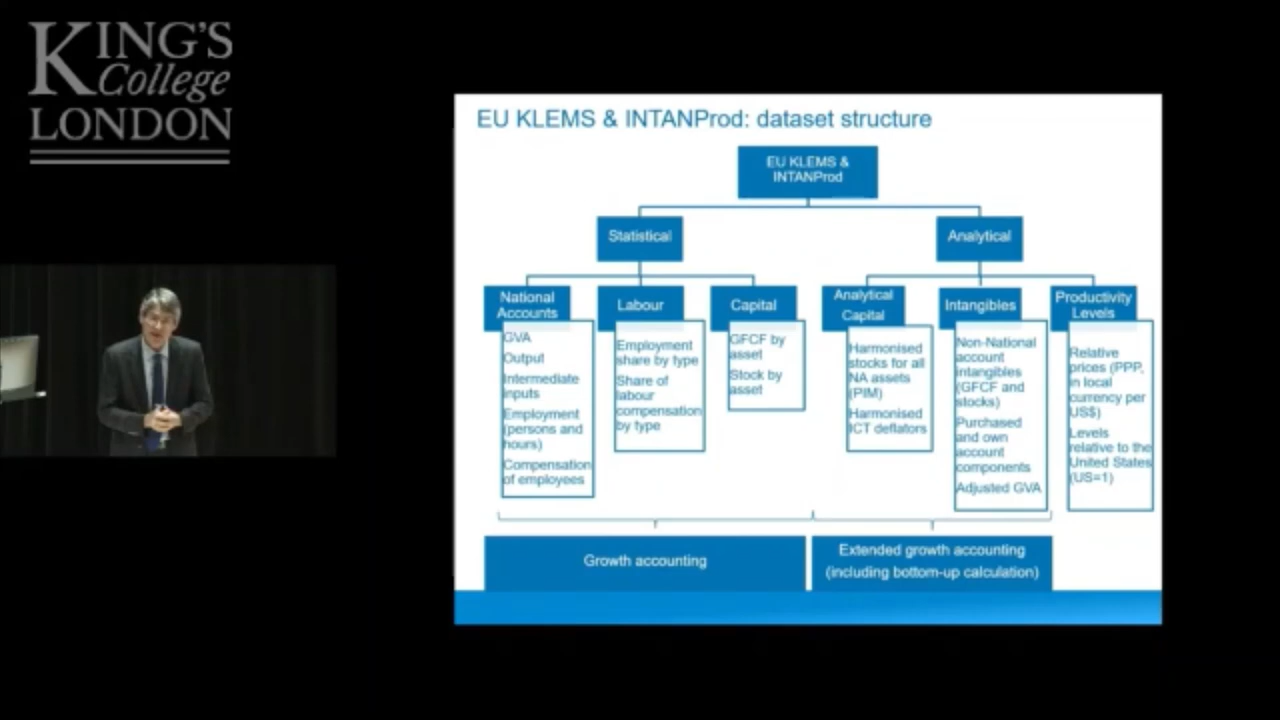 KING'S
College
LONDON
EU KLEMS & INTANProd: dataset structure
EU KLEMS &
INTANProd
Statistical
Analytical
National
Accounts
GVA
Output
Intermediate
inputs
Employment
(persons and
hours)
Compensation
of employees
Labour
Employment
share by type
Share of
labour
compensation
by type
Capital
GFCF by
asset
Stock by
asset
Analytical
Capital
Harmonised
stocks for all
NA assets
(PIM)
Harmonised
ICT deflators
Intangibles
Non-National
account
intangibles
(GFCF and
stocks)
Purchased
and own
account
components
Adjusted GVA
Productivity
Levels
Relative
prices (PPP,
in local
currency per
US$)
Levels
relative to the
United States
(US=1)
Growth accounting
Extended growth accounting
(including bottom-up calculation)